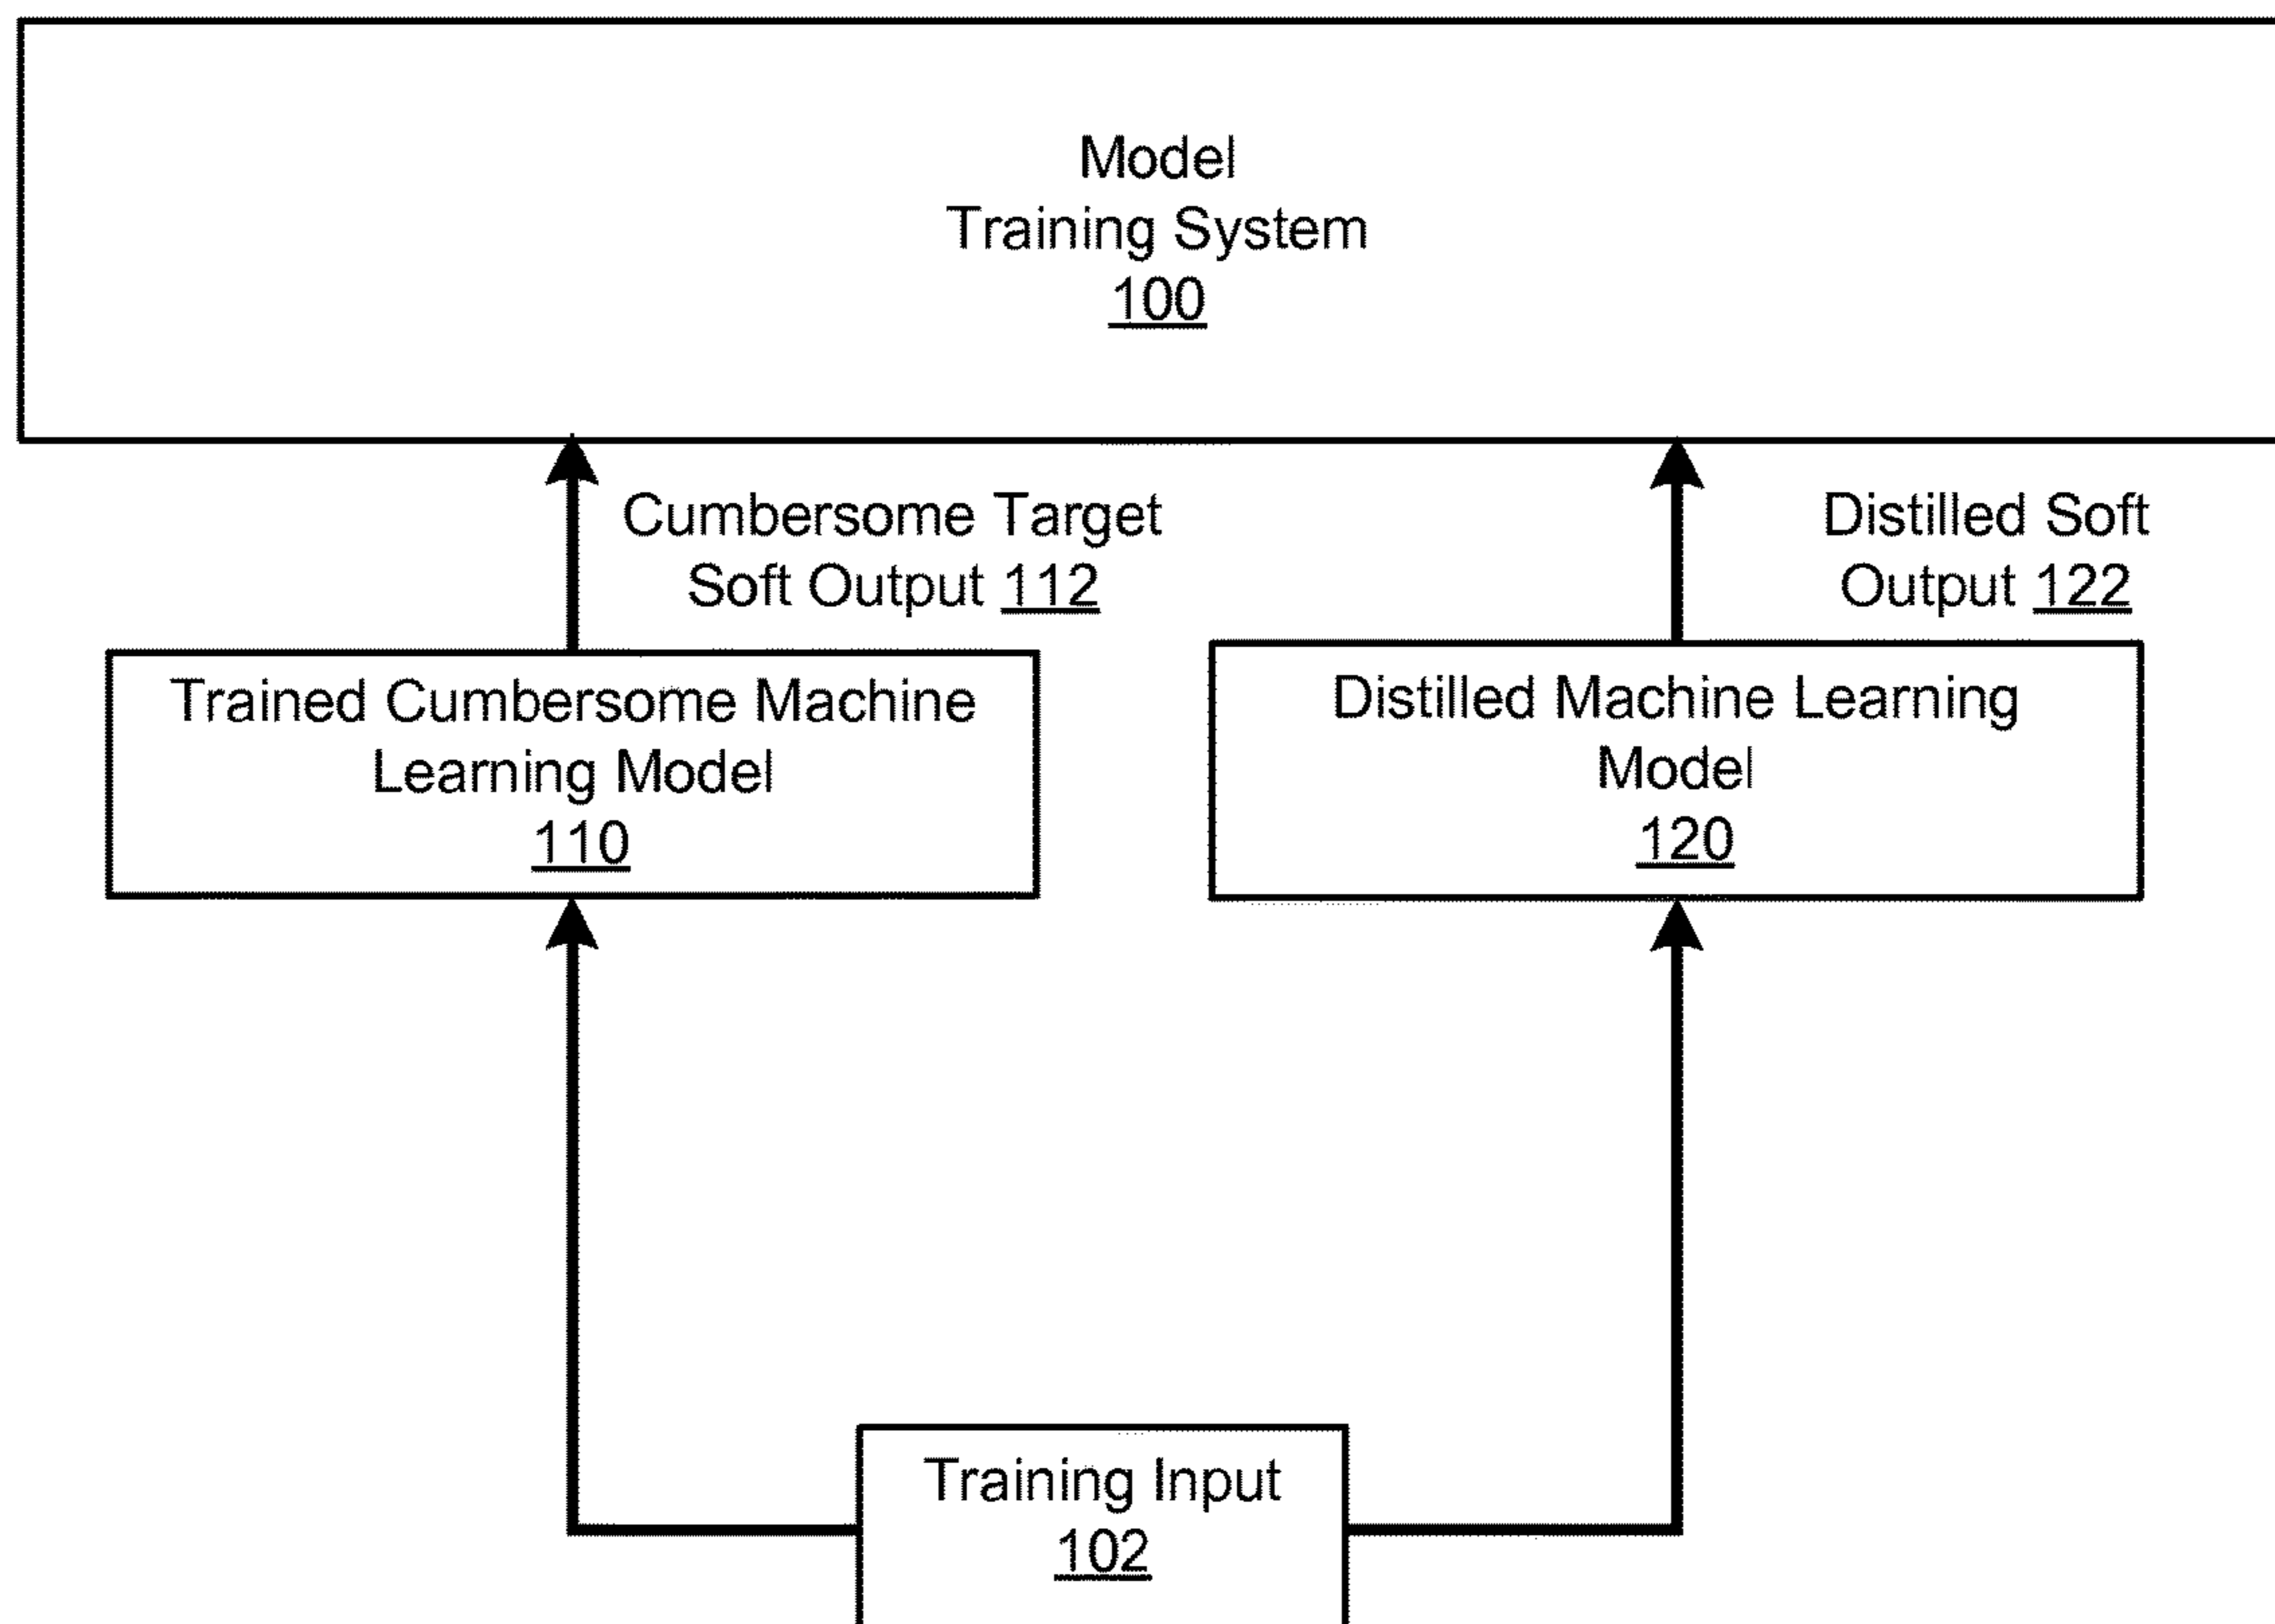 Model
Training System
100
Cumbersome Target
Soft Output 112
Distilled Soft
Output 122
Trained Cumbersome Machine
Learning Model
110
Distilled Machine Learning
Model
120
Training Input
102